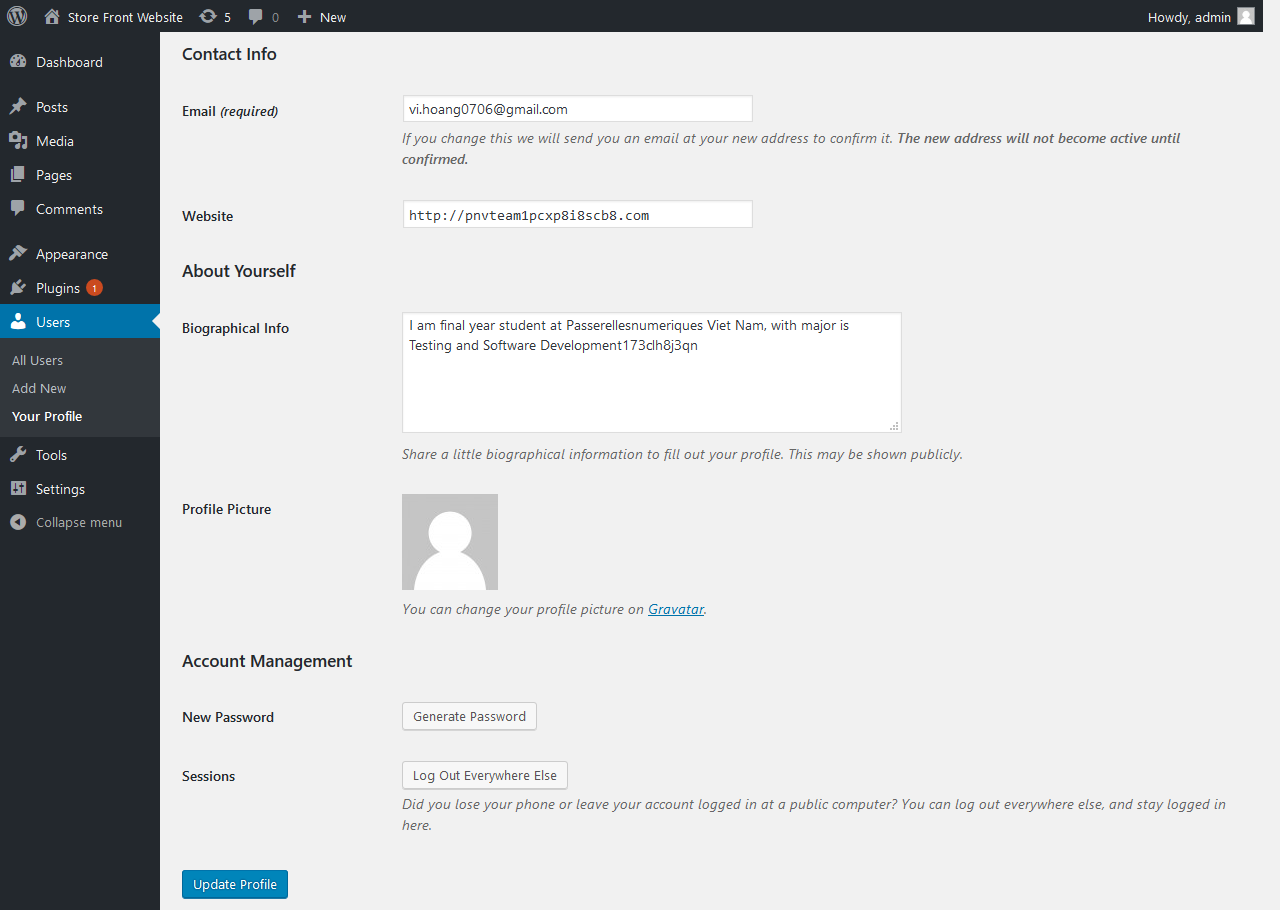 Store Front Website 5 0 New Howdy, admin
Dashboard
Posts
Media
Pages
Comments
Appearance
Plugins 1
Users
All Users
Add New
Your Profile
Tools
Settings
Collapse menu
Contact Info
Email (required) vi.hoang0706@gmail.com
If you change this we will send you an email at your new address to confirm it. The new address will not become active until
confirmed.
Website http://pnvteam1pcxp8i8scb8.com
About Yourself
Biographical Info
I am final year student at Passerellesnumeriques Viet Nam, with major is
Testing and Software Development173clh8j3qn
Share a little biographical information to fill out your profile. This may be shown publicly.
Profile Picture
You can change your profile picture on Gravatar.
Account Management
New Password Generate Password
Sessions Log Out Everywhere Else
Did you lose your phone or leave your account logged in at a public computer? You can log out everywhere else, and stay logged in
here.
Update Profile